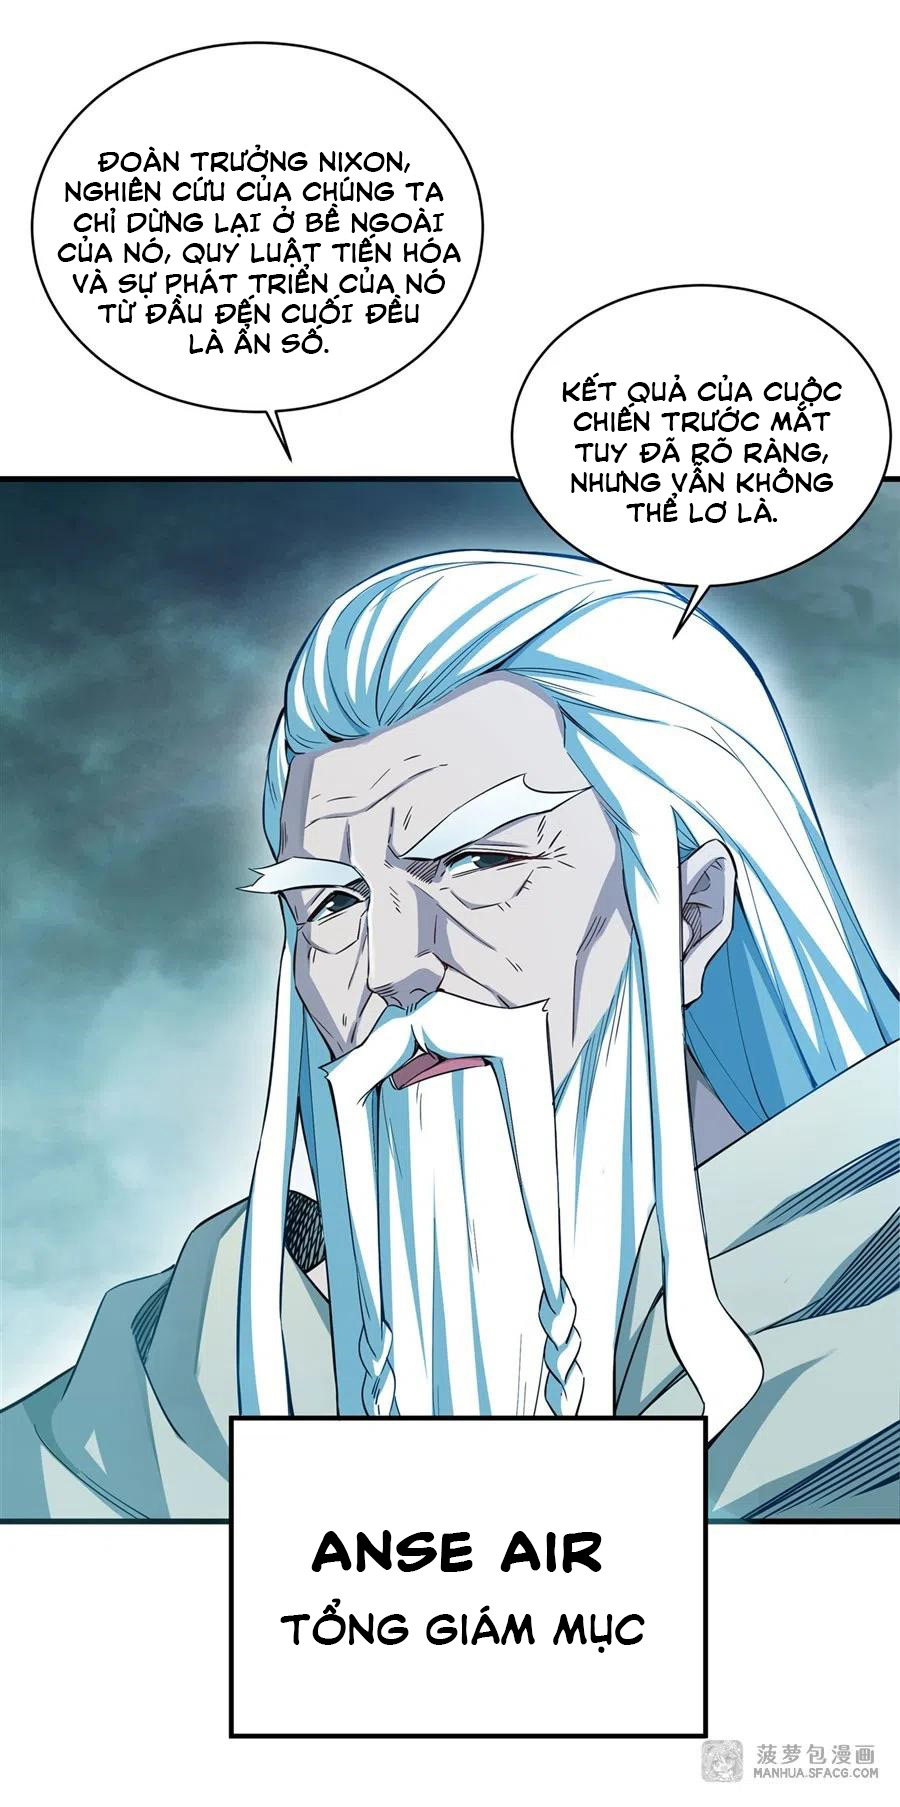 ĐOÀN TRƯỞNG NIXON,
NGHIÊN CỨU CỦA CHÚNG TA
CHỈ DỪNG LẠI Ở BỀ NGOÀI
CỦA NÓ, QUY LUẬT TIẾN HÓA
VÀ SỰ PHÁT TRIỂN CỦA NÓ
TỪ ĐẦU ĐẾN CUỐI ĐỀU
LÀ ẨN SỐ.
KẾT QUẢ CỦA CUỘC
CHIẾN TRƯỚC MẮT
TUY ĐÃ RÕ RÀNG,
NHƯNG VẪN KHÔNG
THỂ LƠ LÀ.
ANSE AIR
TỔNG GIÁM MỤC
菠萝包漫画
MANHUA.SFACG.COM